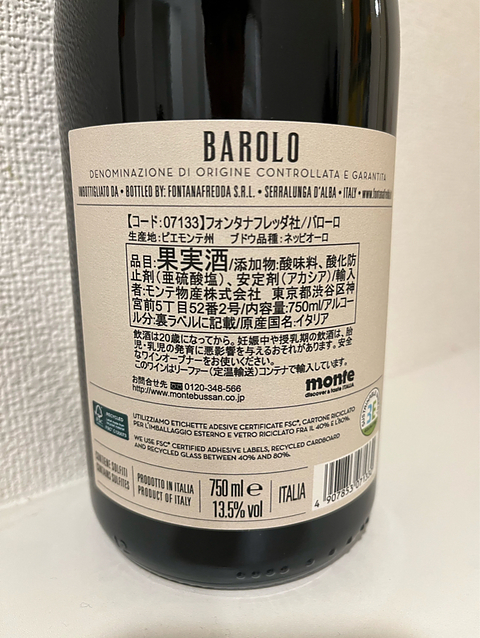 BAROLO
DENOMINAZIONE DI ORIGINE CONTROLLATA E GARANTITA
IMBOTTIGLIATO DA • BOTTLED BY: FONTANAFREDDA S.R.L. • SERRALUNGA D'ALBA • ITALY •
【コード:07133】フォンタナフレッダ社/バローロ
生産地:ピエモンテ州 ブドウ品種:ネッビオーロ
品目:果実酒/添加物:酸味料、酸化防
止剤(亜硫酸塩)、安定剤(アカシア)/輸入
者:モンテ物産株式会社 東京都渋谷区神
宮前5丁目52番2号/内容量:750ml/アルコー
ル分:裏ラベルに記載/原産国名:イタリア
飲酒は20歳になってから。妊娠中や授乳期の飲酒は、胎
児・乳児の発育に悪影響を与えるおそれがあります。安全
なワインオープナーをお使いください。
このワインはリーファー(定温輸送)コンテナで輸入しています。
お問合せ先 0120-348-566
http://www.montebussan.co.jp
monte
discover & taste ITALIA
FSC
RECYCLED
UTILIZZIAMO ETICHETTE ADESIVE CERTIFICATE FSC®, CARTONE RICICLATO
PER L'IMBALLAGGIO ESTERNO E VETRO RICICLATO FRA IL 40% E L'80%.
WE USE FSC® CERTIFIED ADHESIVE LABELS, RECYCLED CARDBOARD
AND RECYCLED GLASS BETWEEN 40% AND 80%.
CONTIENE SOLFITI
CONTAINS SULFITES
PRODOTTO IN ITALIA
PRODUCT OF ITALY
750 ml e
13.5% vol
ITALIA